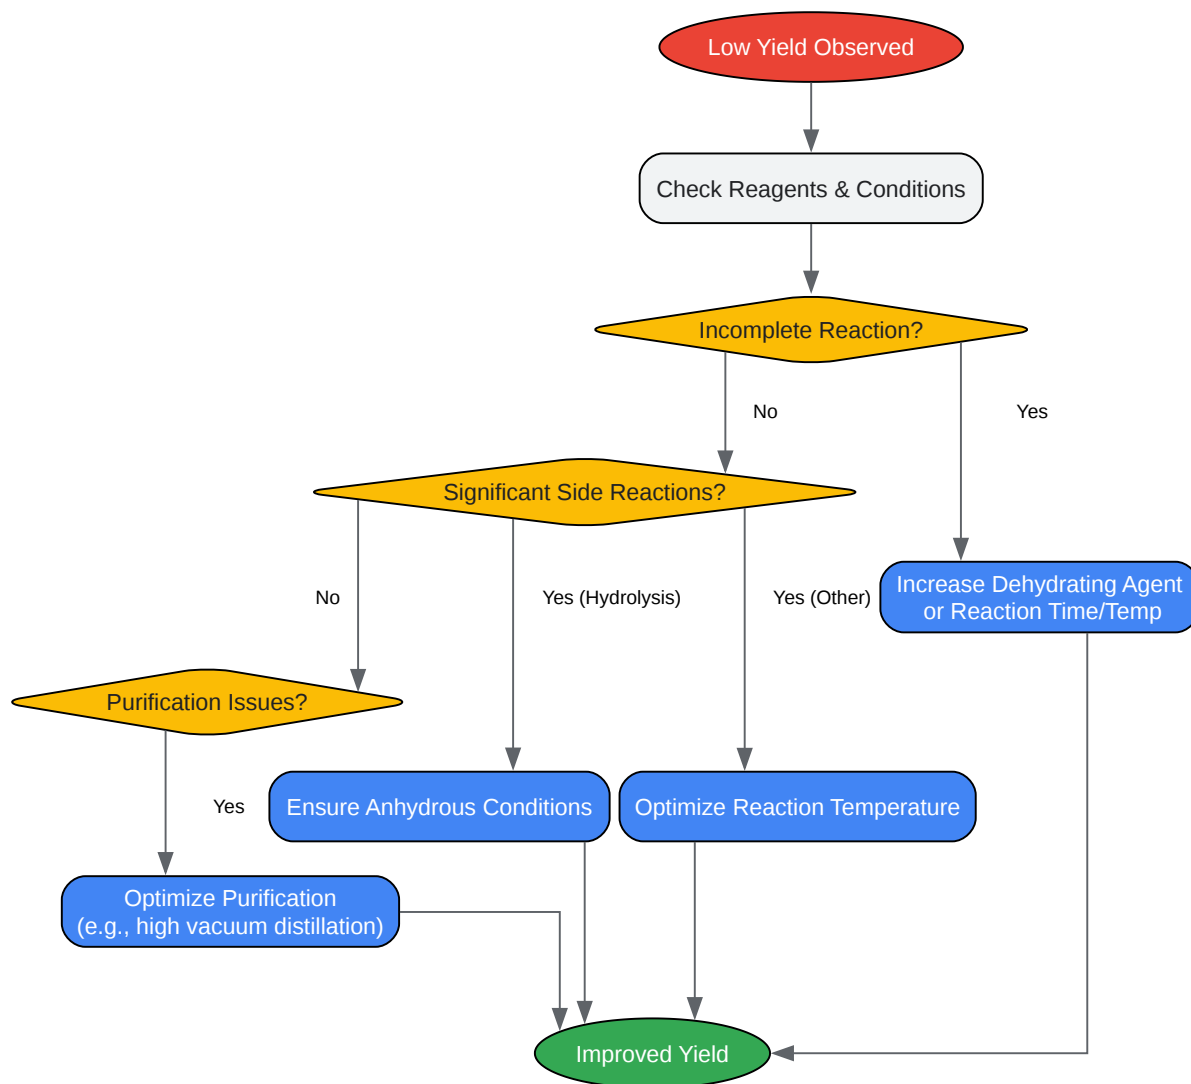 Low Yield Observed
Check Reagents & Conditions
Incomplete Reaction?
No
Yes
Significant Side Reactions?
No
Yes (Hydrolysis)
Yes (Other)
Increase Dehydrating Agent
or Reaction Time/Temp
Purification Issues?
Yes
Ensure Anhydrous Conditions
Optimize Reaction Temperature
Optimize Purification
(e.g., high vacuum distillation)
Improved Yield